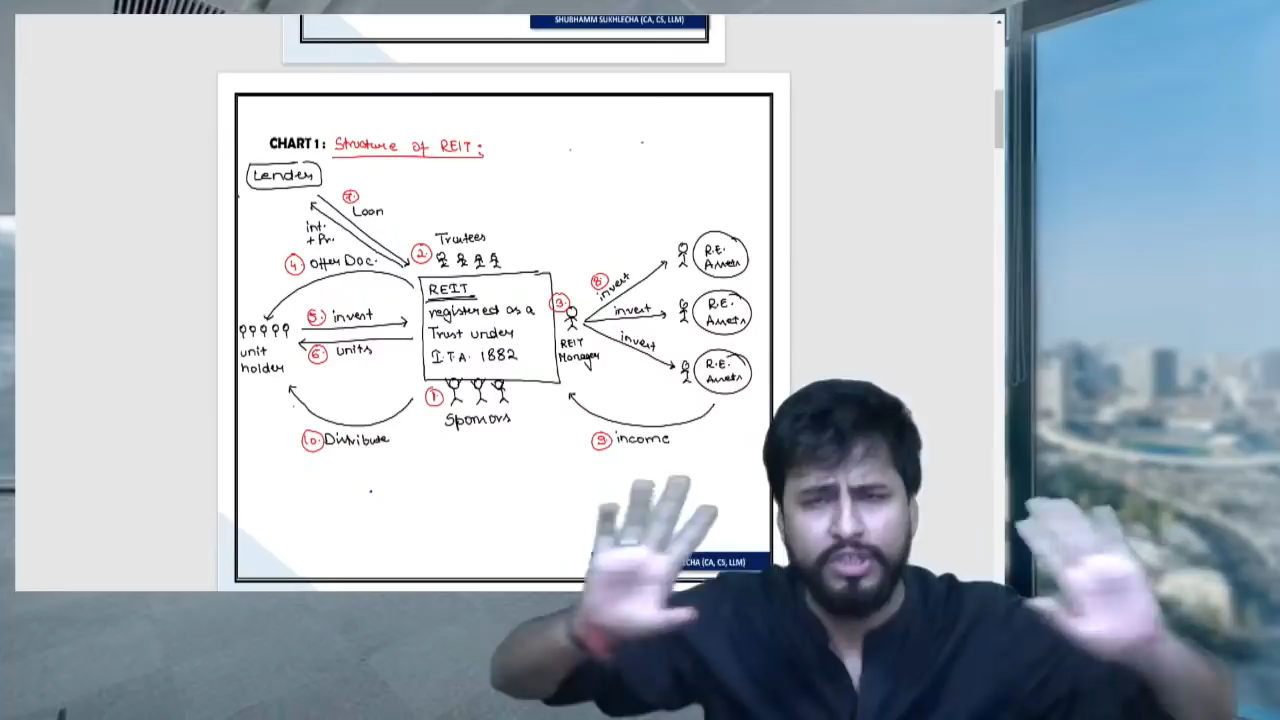 SHUBHAMM SUKHLECHA (CA, CS, LLM)
CHART 1: Structure of REIT:
Lender
7. Loan
int.
+ Pr.
4 Offer Doc.
2. Trustees
REIT
registered as a
Trust under
I.T.A. 1882
5. invest
6. units
unit
holder
3.
REIT
Manager
8. invest
invest
invest
R.E.
Assets
R.E.
Assets
R.E.
Assets
1.
Sponsors
10. Distribute
9 income
CHA (CA, CS, LLM)